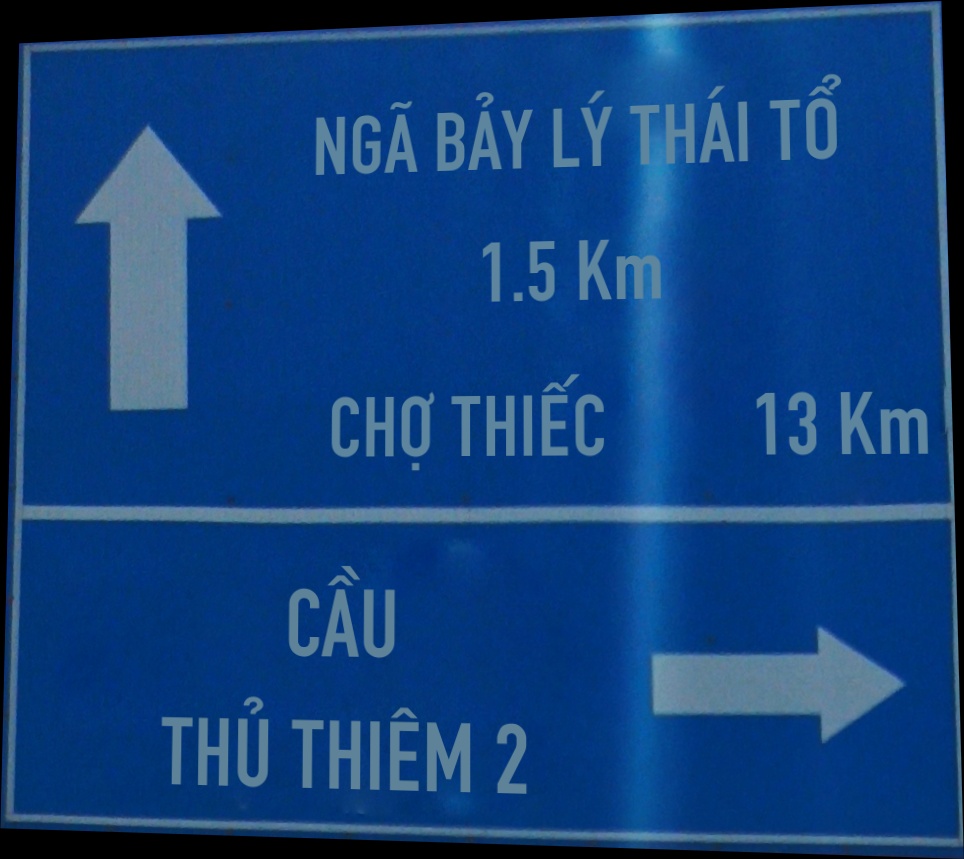 NGÃ BẢY LÝ THÁI TỔ
1.5 Km
CHỢ THIẾC 13 Km
CẦU
THỦ THIÊM 2